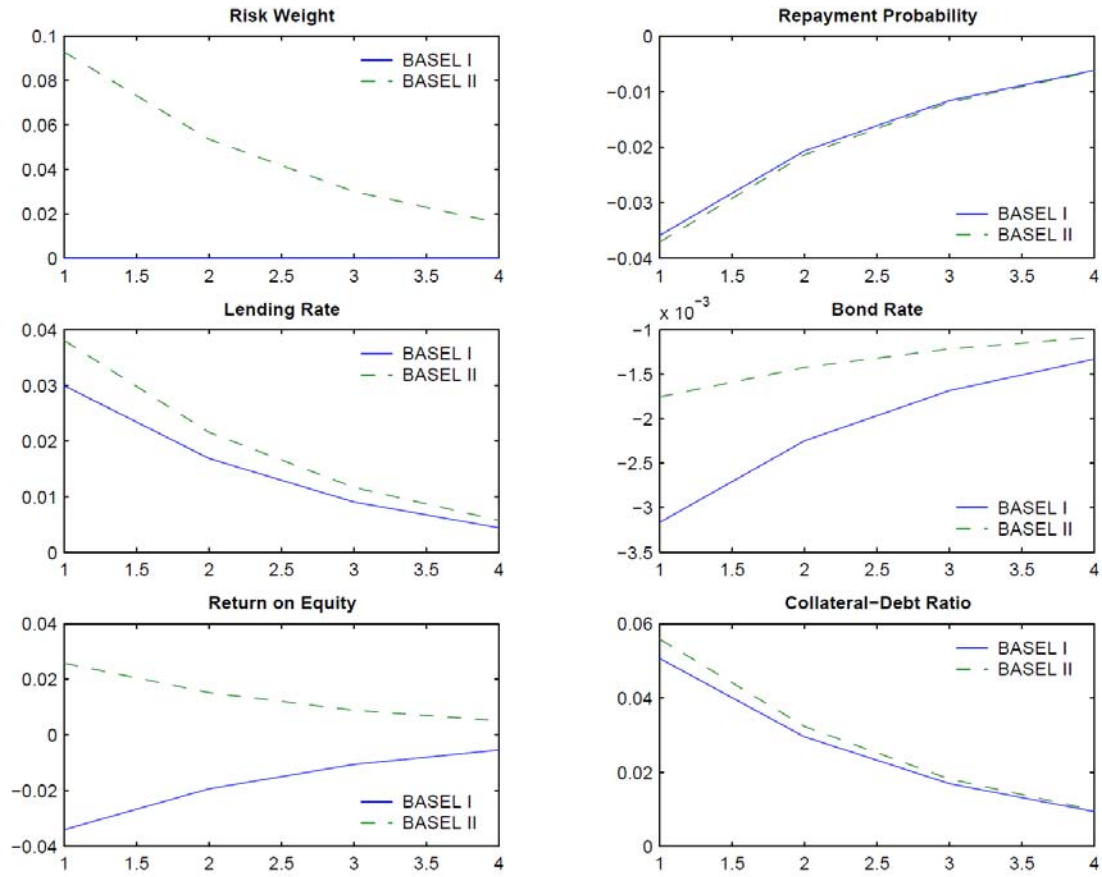 Risk Weight
0.1
0.08
0.06
0.04
0.02
0
BASEL I
BASEL II
1 1.5 2 2.5 3 3.5 4
Repayment Probability
0
−0.01
−0.02
−0.03
−0.04
BASEL I
BASEL II
1 1.5 2 2.5 3 3.5 4
Lending Rate
0.04
0.03
0.02
0.01
0
BASEL I
BASEL II
1 1.5 2 2.5 3 3.5 4
Bond Rate
x 10−3
−1
−1.5
−2
−2.5
−3
−3.5
BASEL I
BASEL II
1 1.5 2 2.5 3 3.5 4
Return on Equity
0.04
0.02
0
−0.02
−0.04
BASEL I
BASEL II
1 1.5 2 2.5 3 3.5 4
Collateral−Debt Ratio
0.06
0.04
0.02
0
BASEL I
BASEL II
1 1.5 2 2.5 3 3.5 4